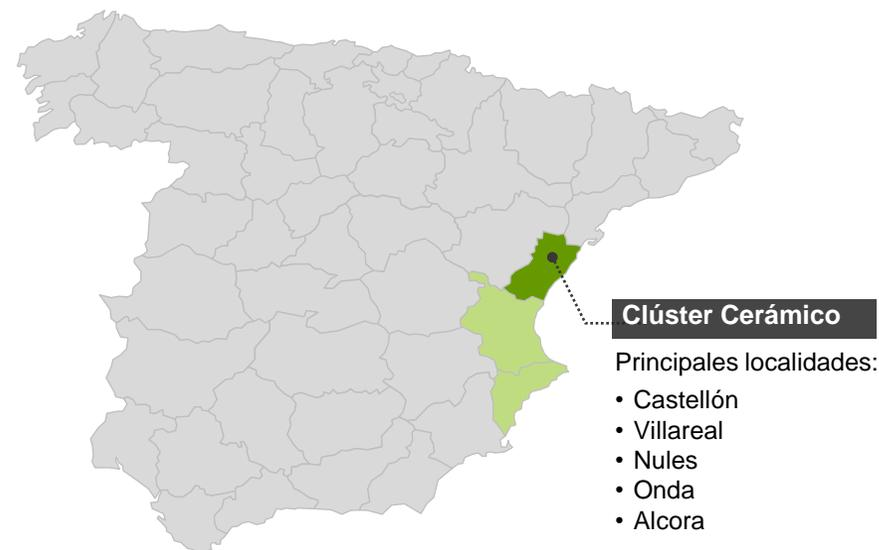 Clúster Cerámico
Principales localidades:
• Castellón
• Villareal
• Nules
• Onda
• Alcora